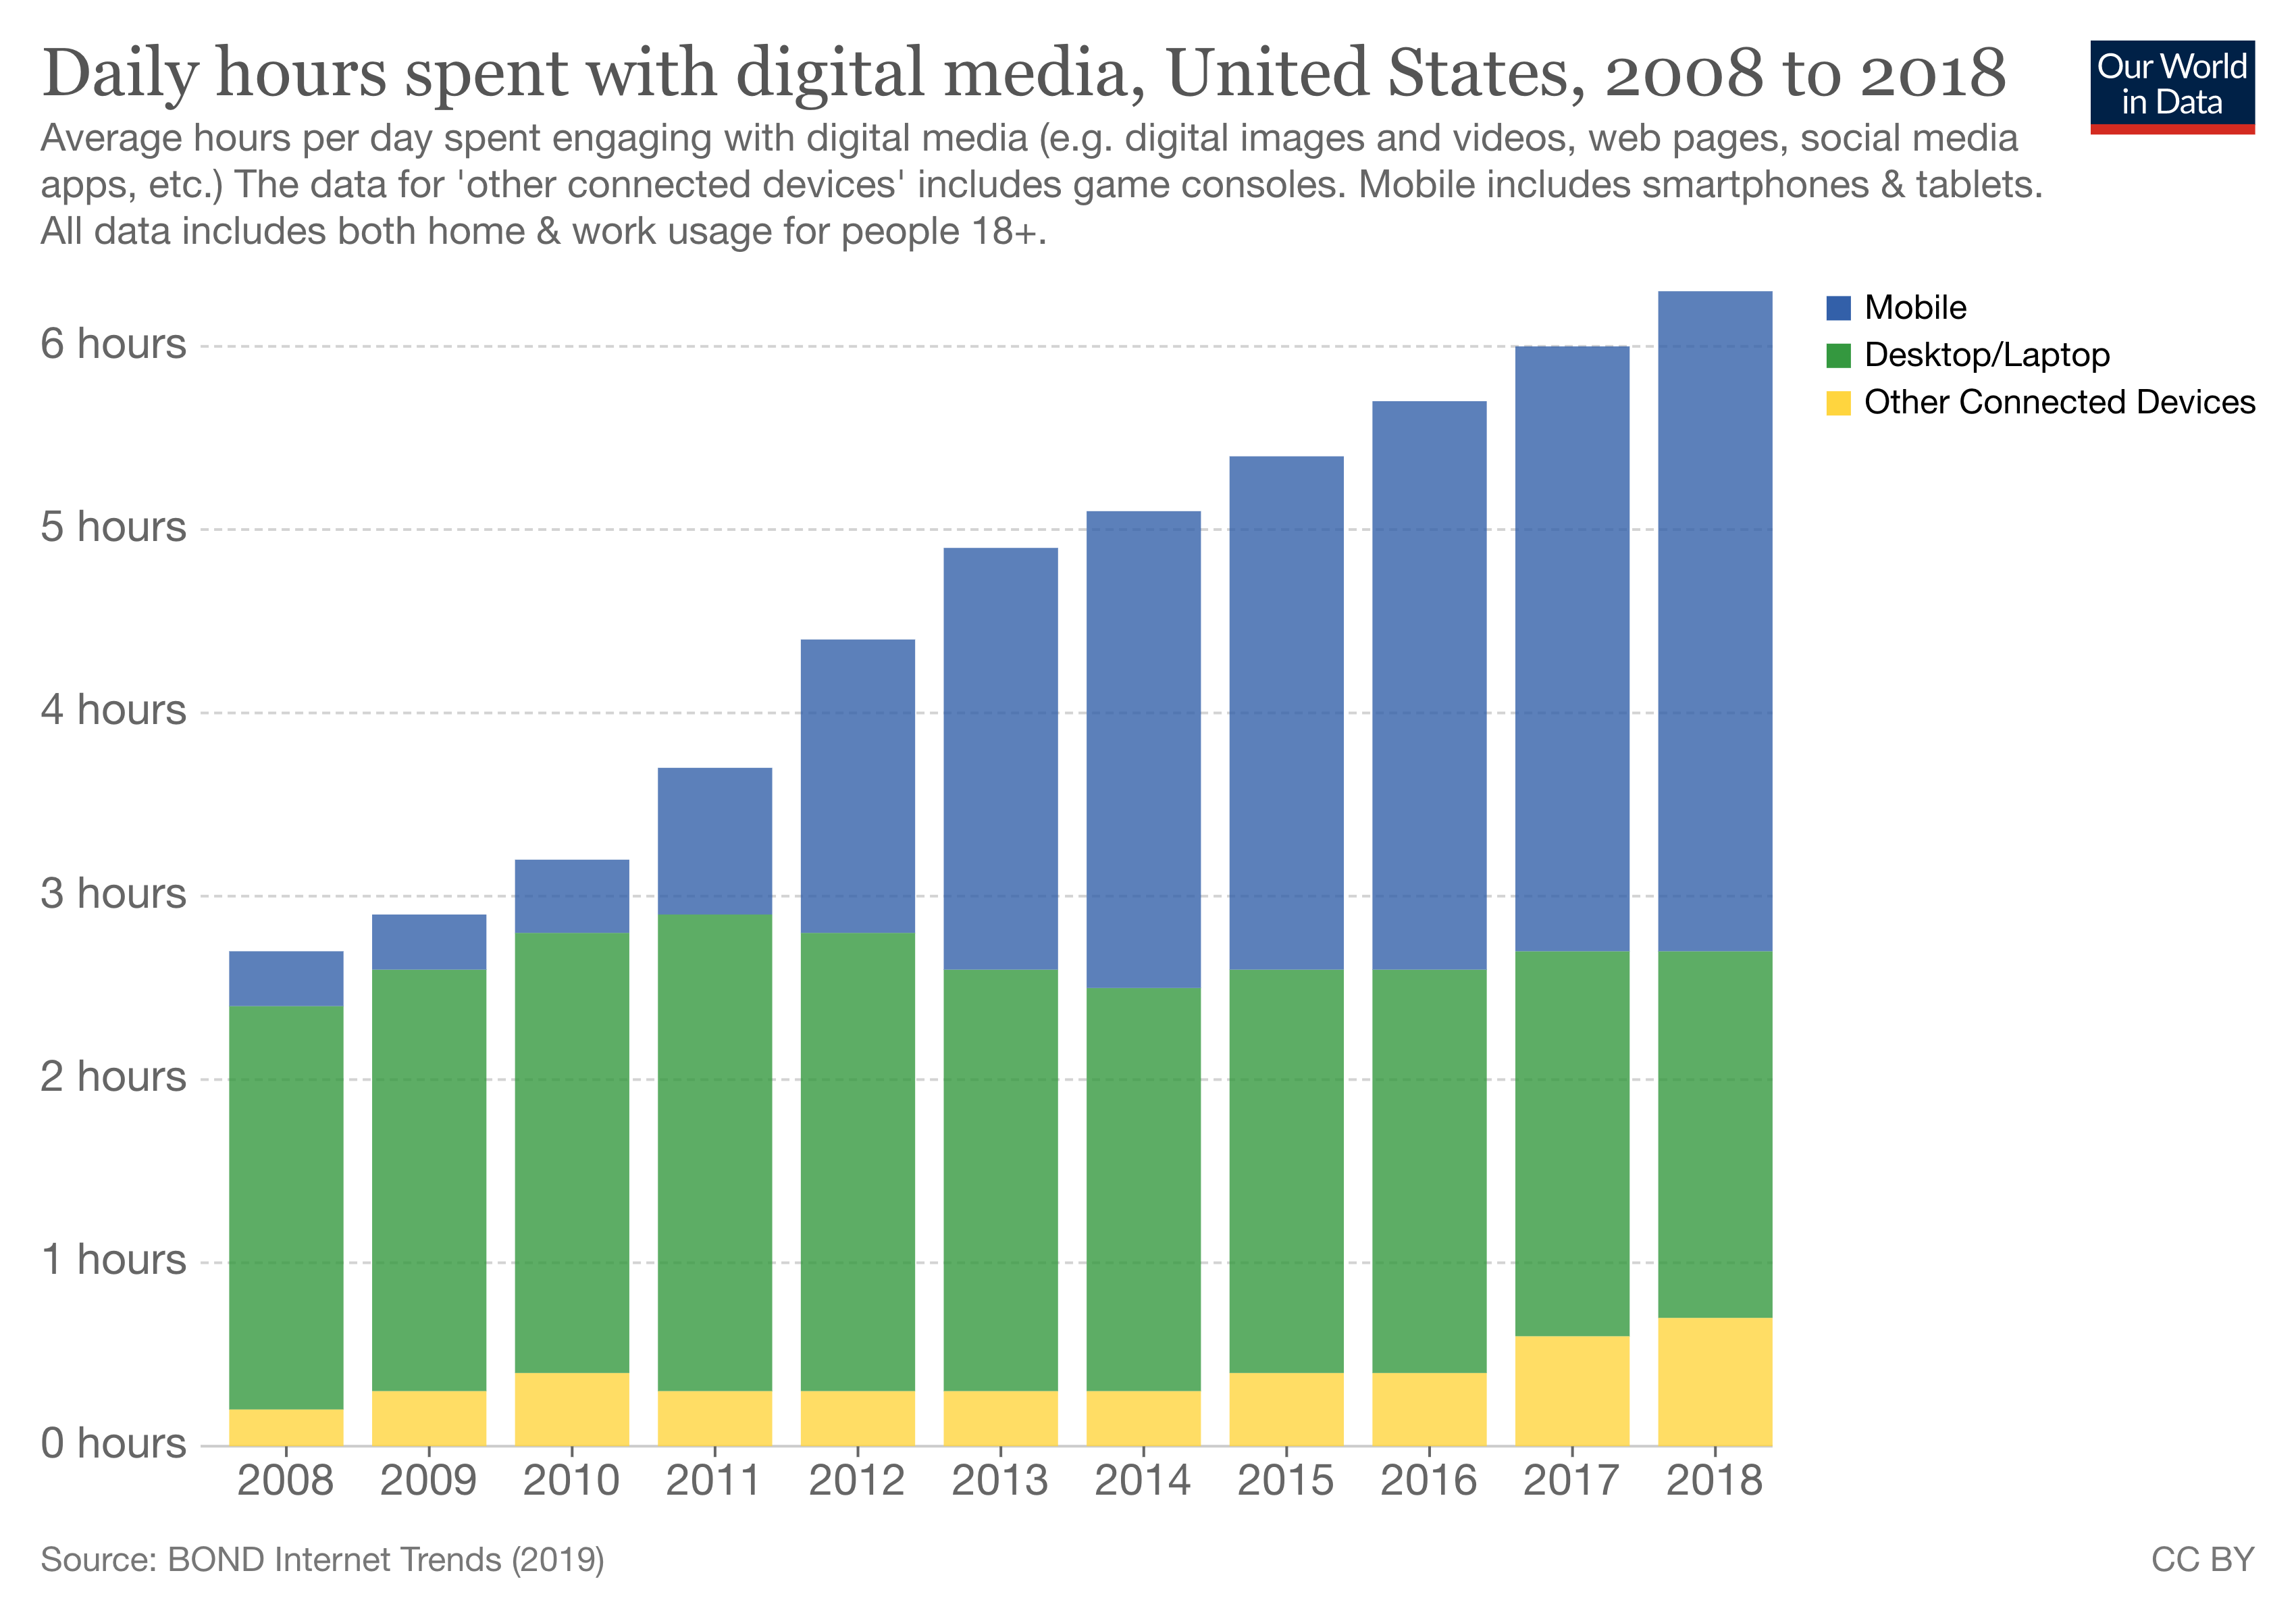 Daily hours spent with digital media, United States, 2008 to 2018
Our World
in Data
Average hours per day spent engaging with digital media (e.g. digital images and videos, web pages, social media
apps, etc.) The data for 'other connected devices' includes game consoles. Mobile includes smartphones & tablets.
All data includes both home & work usage for people 18+.
Mobile
Desktop/Laptop
Other Connected Devices
6 hours
5 hours
4 hours
3 hours
2 hours
1 hours
0 hours
2008 2009 2010 2011 2012 2013 2014 2015 2016 2017 2018
Source: BOND Internet Trends (2019)
CC BY